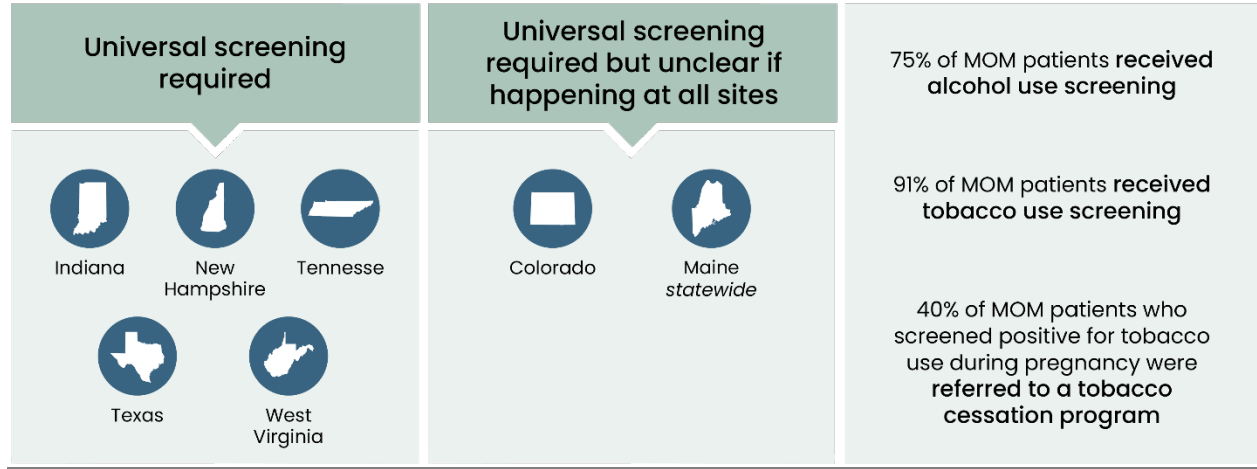 Universal screening
required
Indiana
New
Hampshire
Tennessee
Texas
West
Virginia
Universal screening
required but unclear if
happening at all sites
Colorado
Maine
statewide
75% of MOM patients received
alcohol use screening
91% of MOM patients received
tobacco use screening
40% of MOM patients who
screened positive for tobacco
use during pregnancy were
referred to a tobacco
cessation program